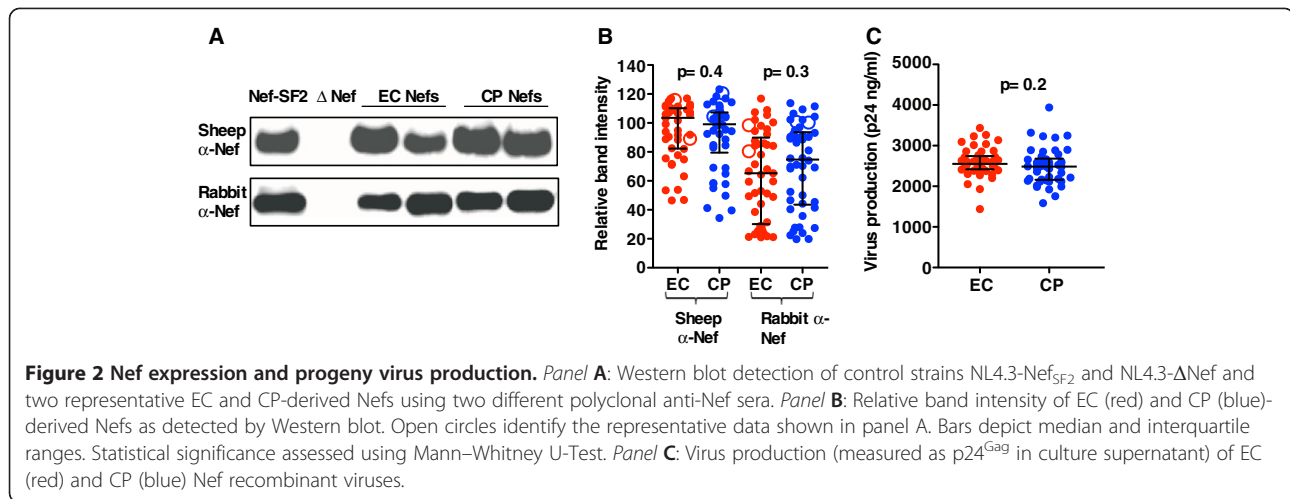 A
Nef-SF2 Δ Nef EC Nefs CP Nefs
Sheep
α-Nef
Rabbit
α-Nef
B
p= 0.4 p= 0.3
Relative band intensity
140
120
100
80
60
40
20
0
EC CP EC CP
Sheep
α-Nef
Rabbit α-
Nef
C
p= 0.2
Virus production (p24 ng/ml)
5000
4000
3000
2000
1000
0
EC CP
Figure 2 Nef expression and progeny virus production. Panel A: Western blot detection of control strains NL4.3-NefSF2 and NL4.3-ΔNef and
two representative EC and CP-derived Nefs using two different polyclonal anti-Nef sera. Panel B: Relative band intensity of EC (red) and CP (blue)-
derived Nefs as detected by Western blot. Open circles identify the representative data shown in panel A. Bars depict median and interquartile
ranges. Statistical significance assessed using Mann–Whitney U-Test. Panel C: Virus production (measured as p24Gag in culture supernatant) of EC
(red) and CP (blue) Nef recombinant viruses.